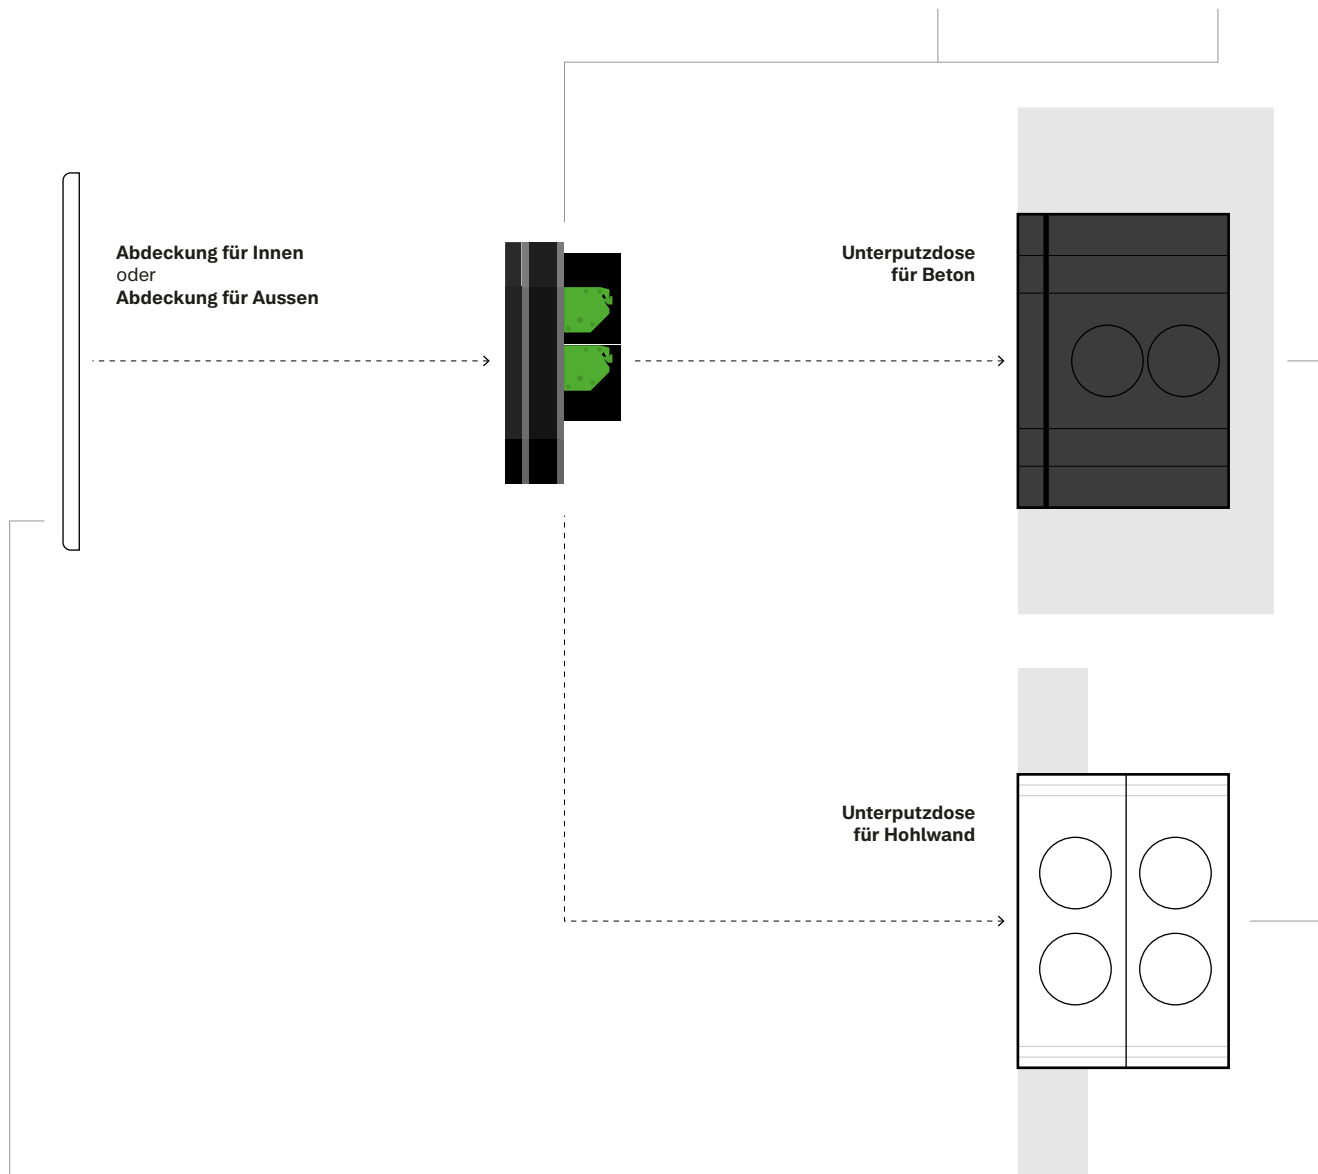 Abdeckung für Innen
oder
Abdeckung für Aussen
Unterputzdose
für Beton
Unterputzdose
für Hohlwand